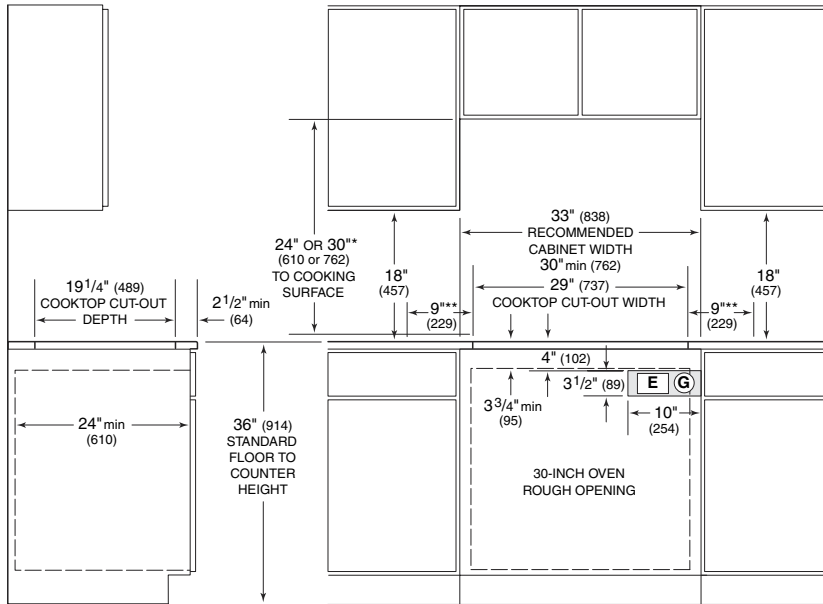 33" (838)
RECOMMENDED
CABINET WIDTH
30" min (762)
29" (737)
COOKTOP CUT-OUT WIDTH
24" OR 30"*
(610 or 762)
TO COOKING
SURFACE
18"
(457)
18"
(457)
19 1/4" (489)
COOKTOP CUT-OUT
DEPTH
2 1/2" min
(64)
9"**
(229)
9"**
(229)
4" (102)
3 1/2" (89)
E
G
3 3/4" min
(95)
10"
(254)
24" min
(610)
36" (914)
STANDARD
FLOOR TO
COUNTER
HEIGHT
30-INCH OVEN
ROUGH OPENING